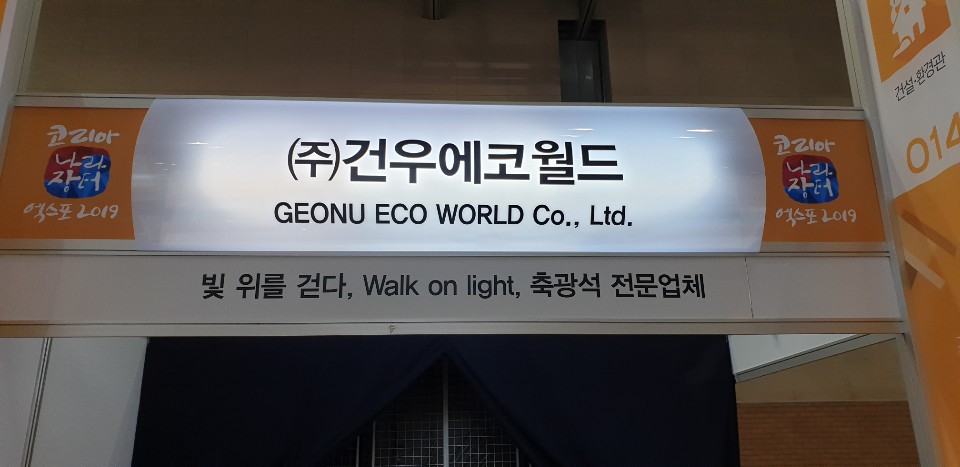 코리아
나라
장터
엑스포 2019
(주)건우에코월드
GEONU ECO WORLD Co., Ltd.
코리아
나라
장터
엑스포 2019
빛 위를 걷다, Walk on light, 축광석 전문업체
건설·환경관
014